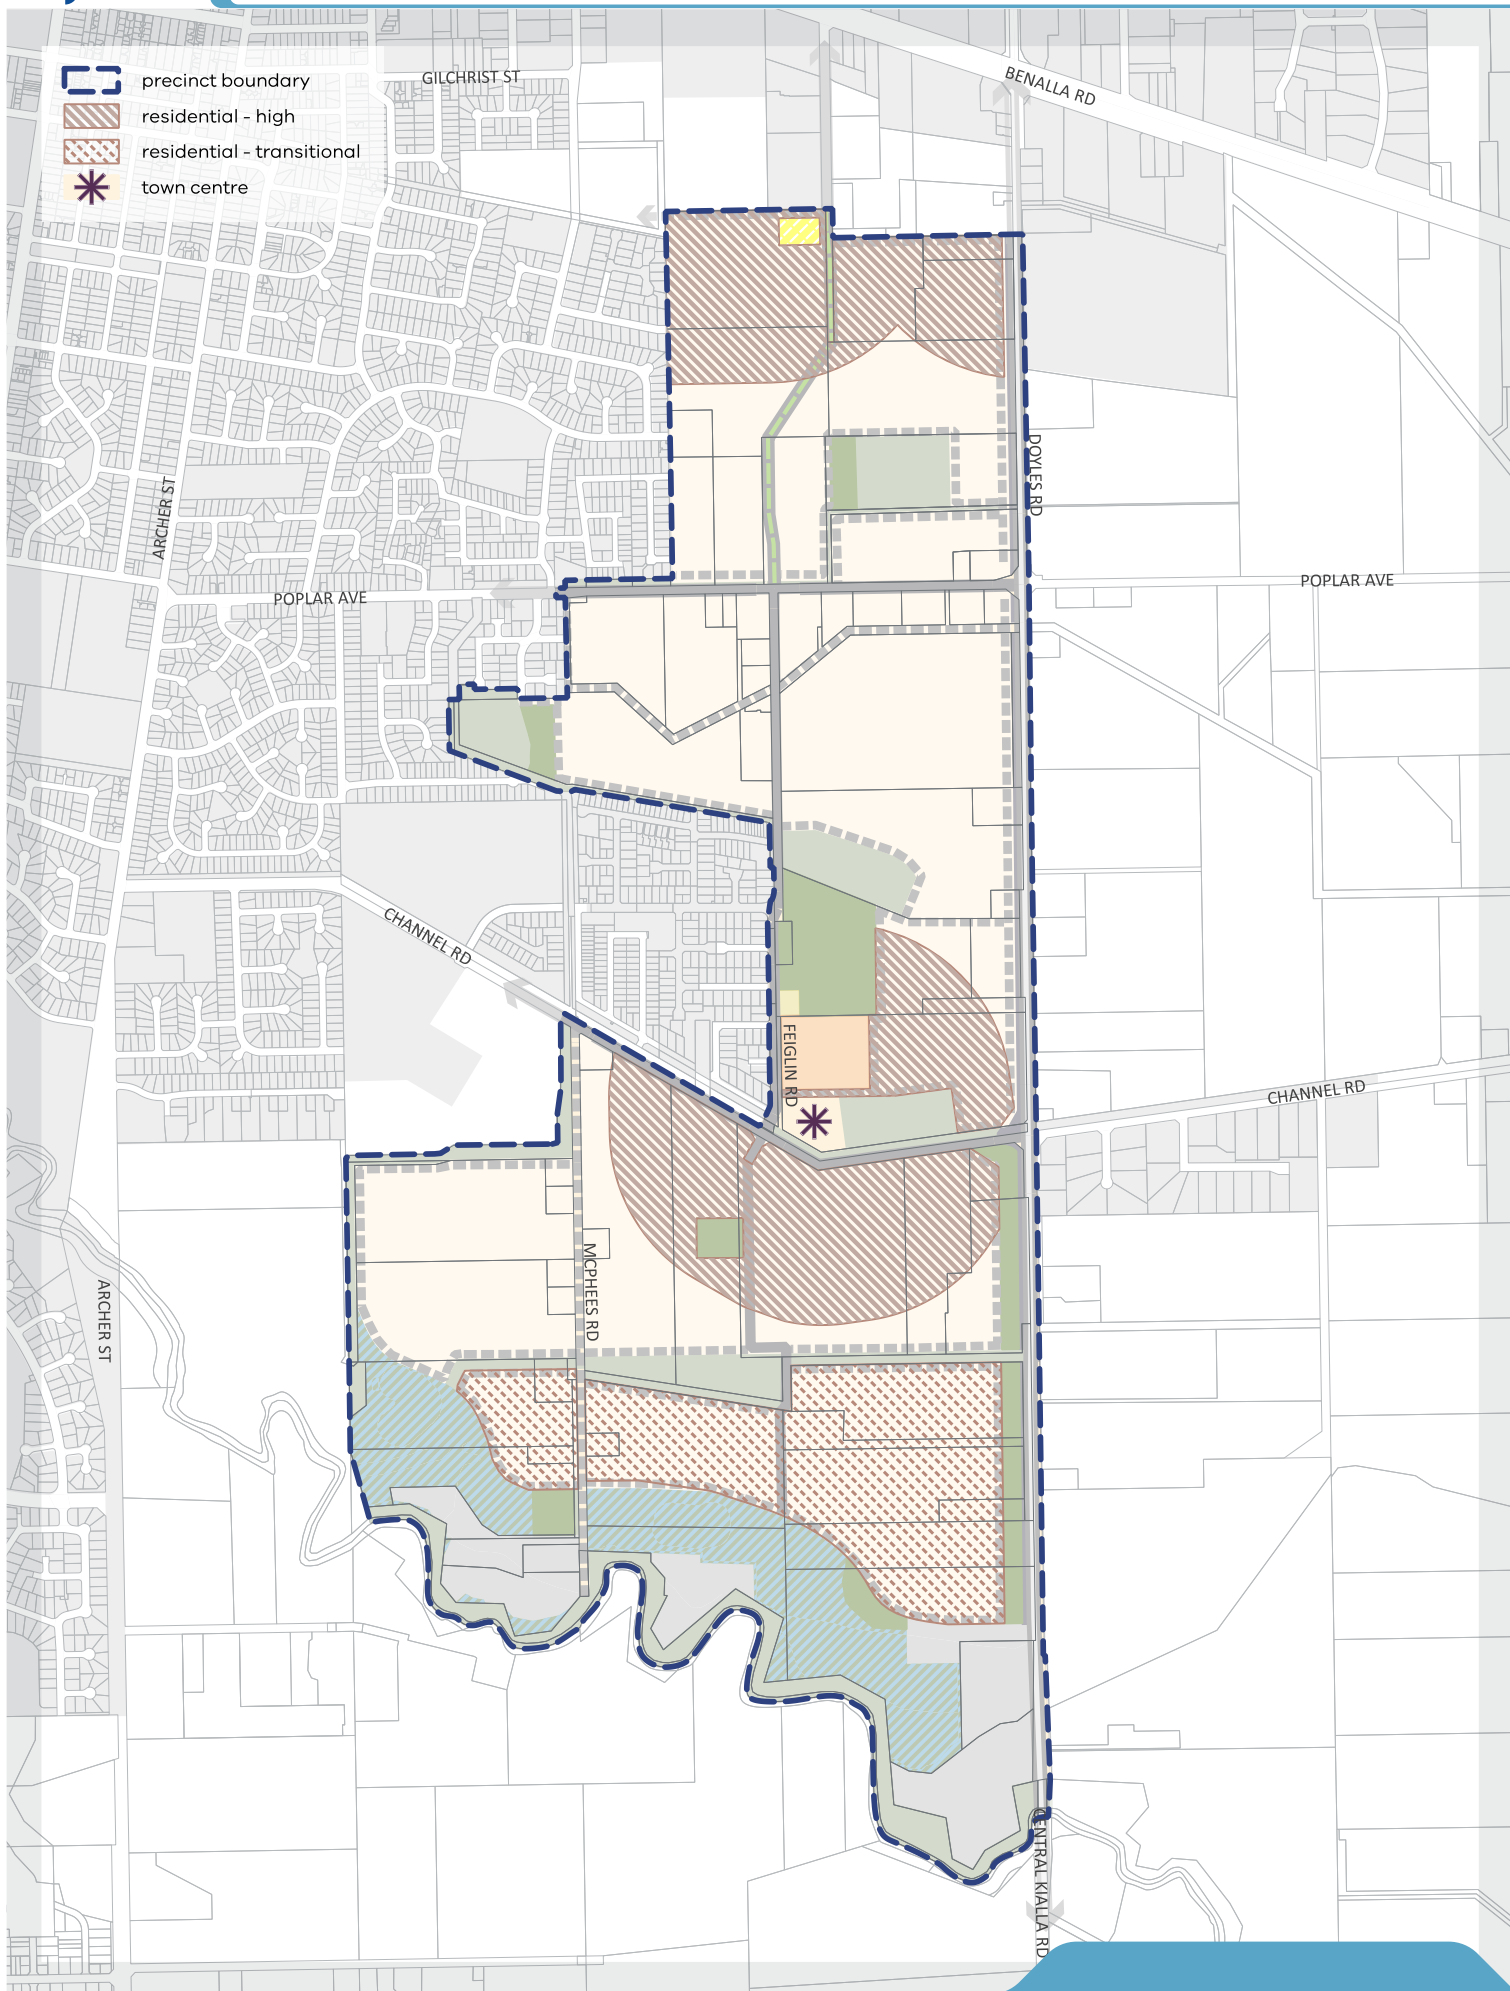 precinct boundary
residential - high
residential - transitional
town centre
GILCHRIST ST
BENALLA RD
ARCHER ST
DOYLES RD
POPLAR AVE
POPLAR AVE
CHANNEL RD
FEIGLIN RD
CHANNEL RD
MCPHEES RD
ARCHER ST
CENTRAL KIALLA RD